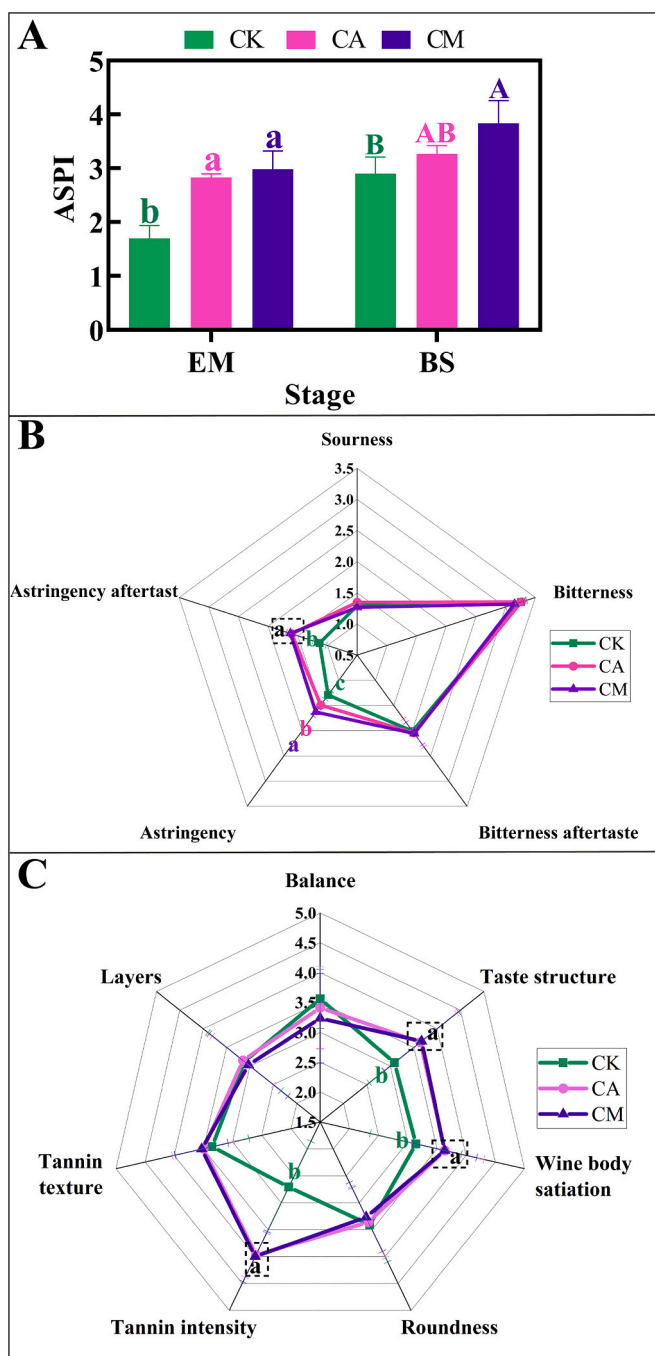 A
CK CA CM
5
4
3
2
1
0
ASPI
b
a
a
B
AB
A
EM BS
Stage
B
Sourness
3.5
3.0
2.5
2.0
1.5
1.0
0.5
Astringency aftertast
Bitterness
a
b
CK
CA
CM
c
b
a
Astringency
Bitterness aftertaste
C
Balance
5.0
4.5
4.0
3.5
3.0
2.5
2.0
1.5
Layers
Taste structure
a
b
CK
CA
CM
b
a
Tannin
texture
Wine body
satiation
b
a
Tannin intensity
Roundness